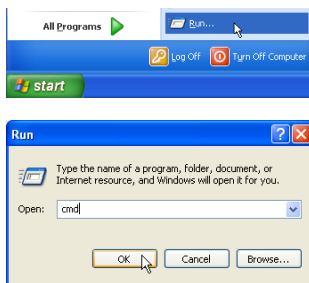 All Programs
Run...
Log Off
Turn Off Computer
start
Run
Type the name of a program, folder, document, or
Internet resource, and Windows will open it for you.
Open:
cmd
OK
Cancel
Browse...